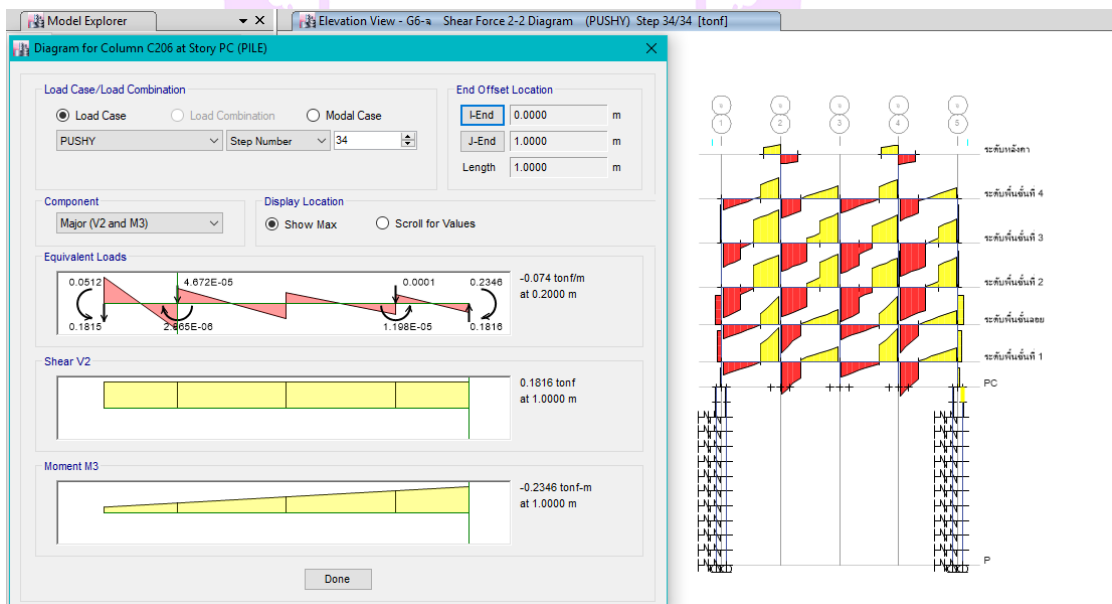 Model Explorer
Elevation View - G6-จ Shear Force 2-2 Diagram (PUSHY) Step 34/34 [tonf]
Diagram for Column C206 at Story PC (PILE)
Load Case/Load Combination
End Offset Location
Load Case
Load Combination
Modal Case
I-End
0.0000
m
PUSHY
Step Number
34
J-End
1.0000
m
Length
1.0000
m
Component
Display Location
Major (V2 and M3)
Show Max
Scroll for Values
Equivalent Loads
0.0512
4.672E-05
0.0001
0.2346
-0.074 tonf/m
at 0.2000 m
0.1815
1.198E-05
0.1816
Shear V2
0.1816 tonf
at 1.0000 m
Moment M3
-0.2346 tonf-m
at 1.0000 m
Done
1
2
3
4
5
ระดับหลังคา
ระดับพื้นชั้นที่ 4
ระดับพื้นชั้นที่ 3
ระดับพื้นชั้นที่ 2
ระดับพื้นชั้นลอย
ระดับพื้นชั้นที่ 1
PC
P